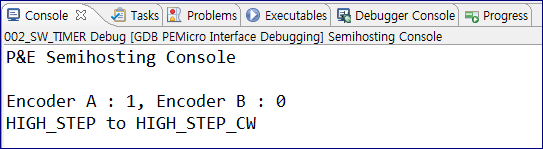 Console Tasks Problems Executables Debugger Console Progress
002_SW_TIMER Debug [GDB PEMicro Interface Debugging] Semihosting Console
P&E Semihosting Console
Encoder A : 1, Encoder B : 0
HIGH_STEP to HIGH_STEP_CW